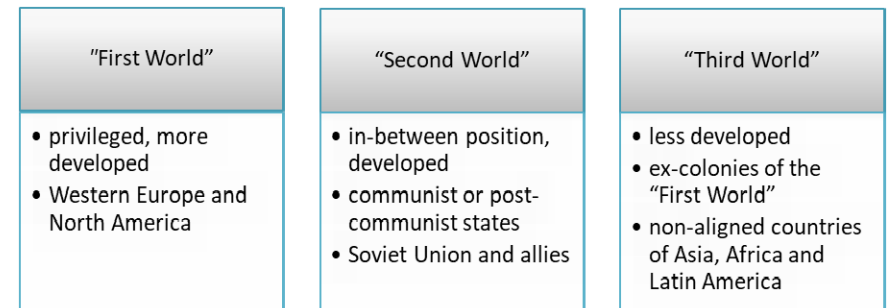 "First World”
• privileged, more
developed
• Western Europe and
North America
“Second World”
• in-between position,
developed
• communist or post-
communist states
• Soviet Union and allies
“Third World”
• less developed
• ex-colonies of the
“First World”
• non-aligned countries
of Asia, Africa and
Latin America